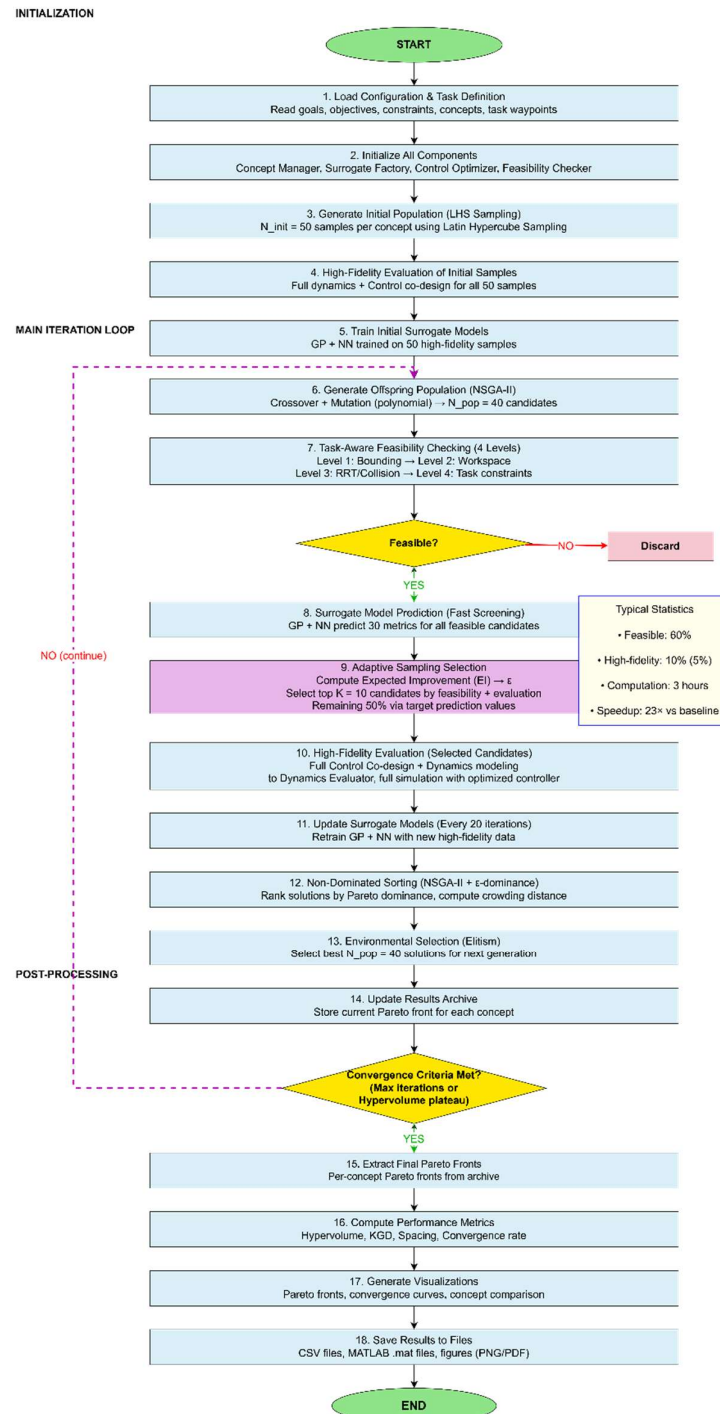 INITIALIZATION
START
1. Load Configuration & Task Definition
Read goals, objectives, constraints, concepts, task waypoints
2. Initialize All Components
Concept Manager, Surrogate Factory, Control Optimizer, Feasibility Checker
3. Generate Initial Population (LHS Sampling)
N_init = 50 samples per concept using Latin Hypercube Sampling
4. High-Fidelity Evaluation of Initial Samples
Full dynamics + Control co-design for all 50 samples
MAIN ITERATION LOOP
5. Train Initial Surrogate Models
GP + NN trained on 50 high-fidelity samples
6. Generate Offspring Population (NSGA-II)
Crossover + Mutation (polynomial) → N_pop = 40 candidates
7. Task-Aware Feasibility Checking (4 Levels)
Level 1: Bounding → Level 2: Workspace
Level 3: RRT/Collision → Level 4: Task constraints
Feasible?
NO
Discard
YES
8. Surrogate Model Prediction (Fast Screening)
GP + NN predict 30 metrics for all feasible candidates
Typical Statistics
• Feasible: 60%
• High-fidelity: 10% (5%)
• Computation: 3 hours
• Speedup: 23× vs baseline
NO (continue)
9. Adaptive Sampling Selection
Compute Expected Improvement (EI) → ε
Select top K = 10 candidates by feasibility + evaluation
Remaining 50% via target prediction values
10. High-Fidelity Evaluation (Selected Candidates)
Full Control Co-design + Dynamics modeling
to Dynamics Evaluator, full simulation with optimized controller
11. Update Surrogate Models (Every 20 iterations)
Retrain GP + NN with new high-fidelity data
12. Non-Dominated Sorting (NSGA-II + ε-dominance)
Rank solutions by Pareto dominance, compute crowding distance
13. Environmental Selection (Elitism)
Select best N_pop = 40 solutions for next generation
POST-PROCESSING
14. Update Results Archive
Store current Pareto front for each concept
Convergence Criteria Met?
(Max iterations or
Hypervolume plateau)
YES
15. Extract Final Pareto Fronts
Per-concept Pareto fronts from archive
16. Compute Performance Metrics
Hypervolume, KGD, Spacing, Convergence rate
17. Generate Visualizations
Pareto fronts, convergence curves, concept comparison
18. Save Results to Files
CSV files, MATLAB .mat files, figures (PNG/PDF)
END